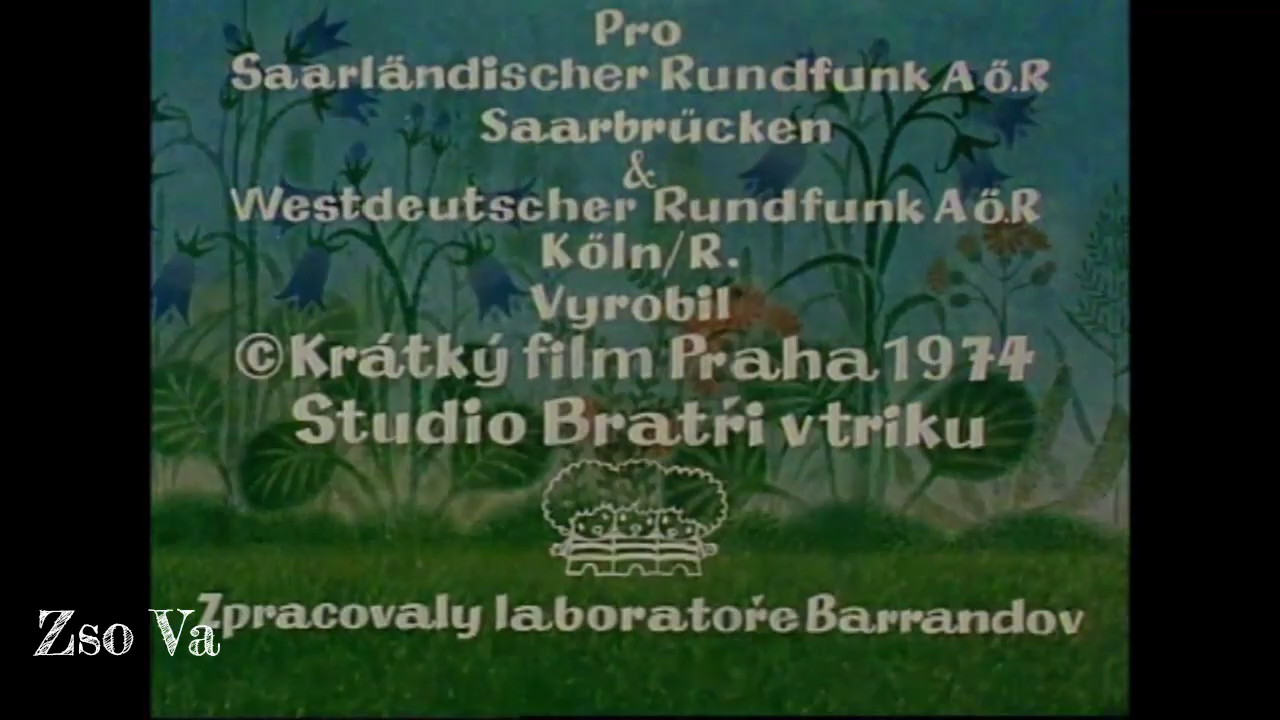 Pro
Saarländischer Rundfunk A ő.R
Saarbrücken
&
Westdeutscher Rundfunk A ő.R
Kőln/R.
Vyrobil
© Krátký film Praha 1974
Studio Bratři v triku
Zpracovaly laboratoře Barrandov
Zso Va